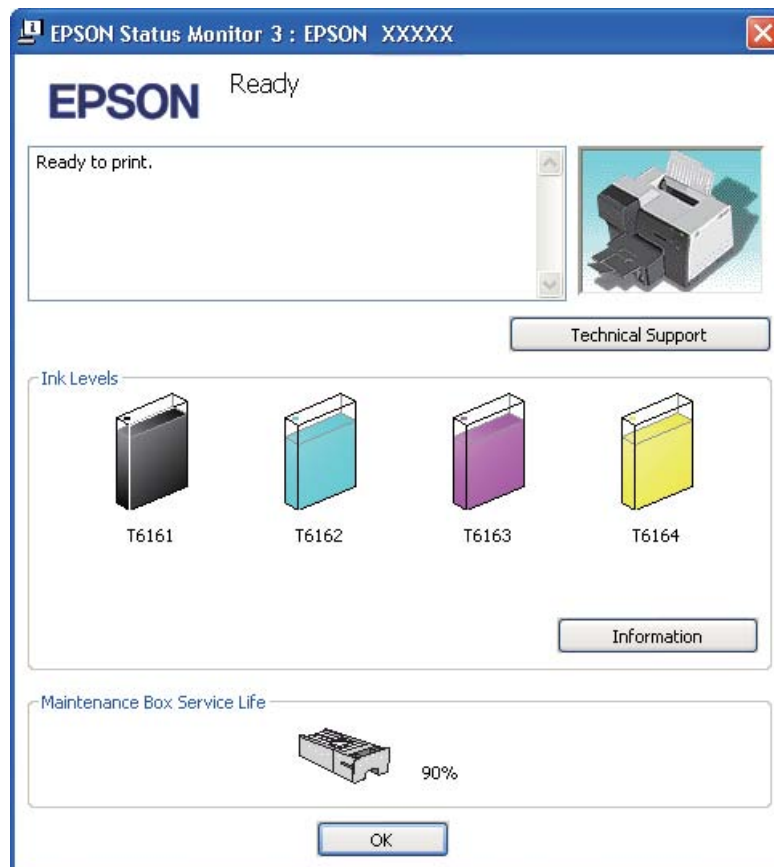 EPSON Status Monitor 3 : EPSON XXXXX
EPSON
Ready
Ready to print.
Technical Support
Ink Levels
T6161
T6162
T6163
T6164
Information
Maintenance Box Service Life
90%
OK